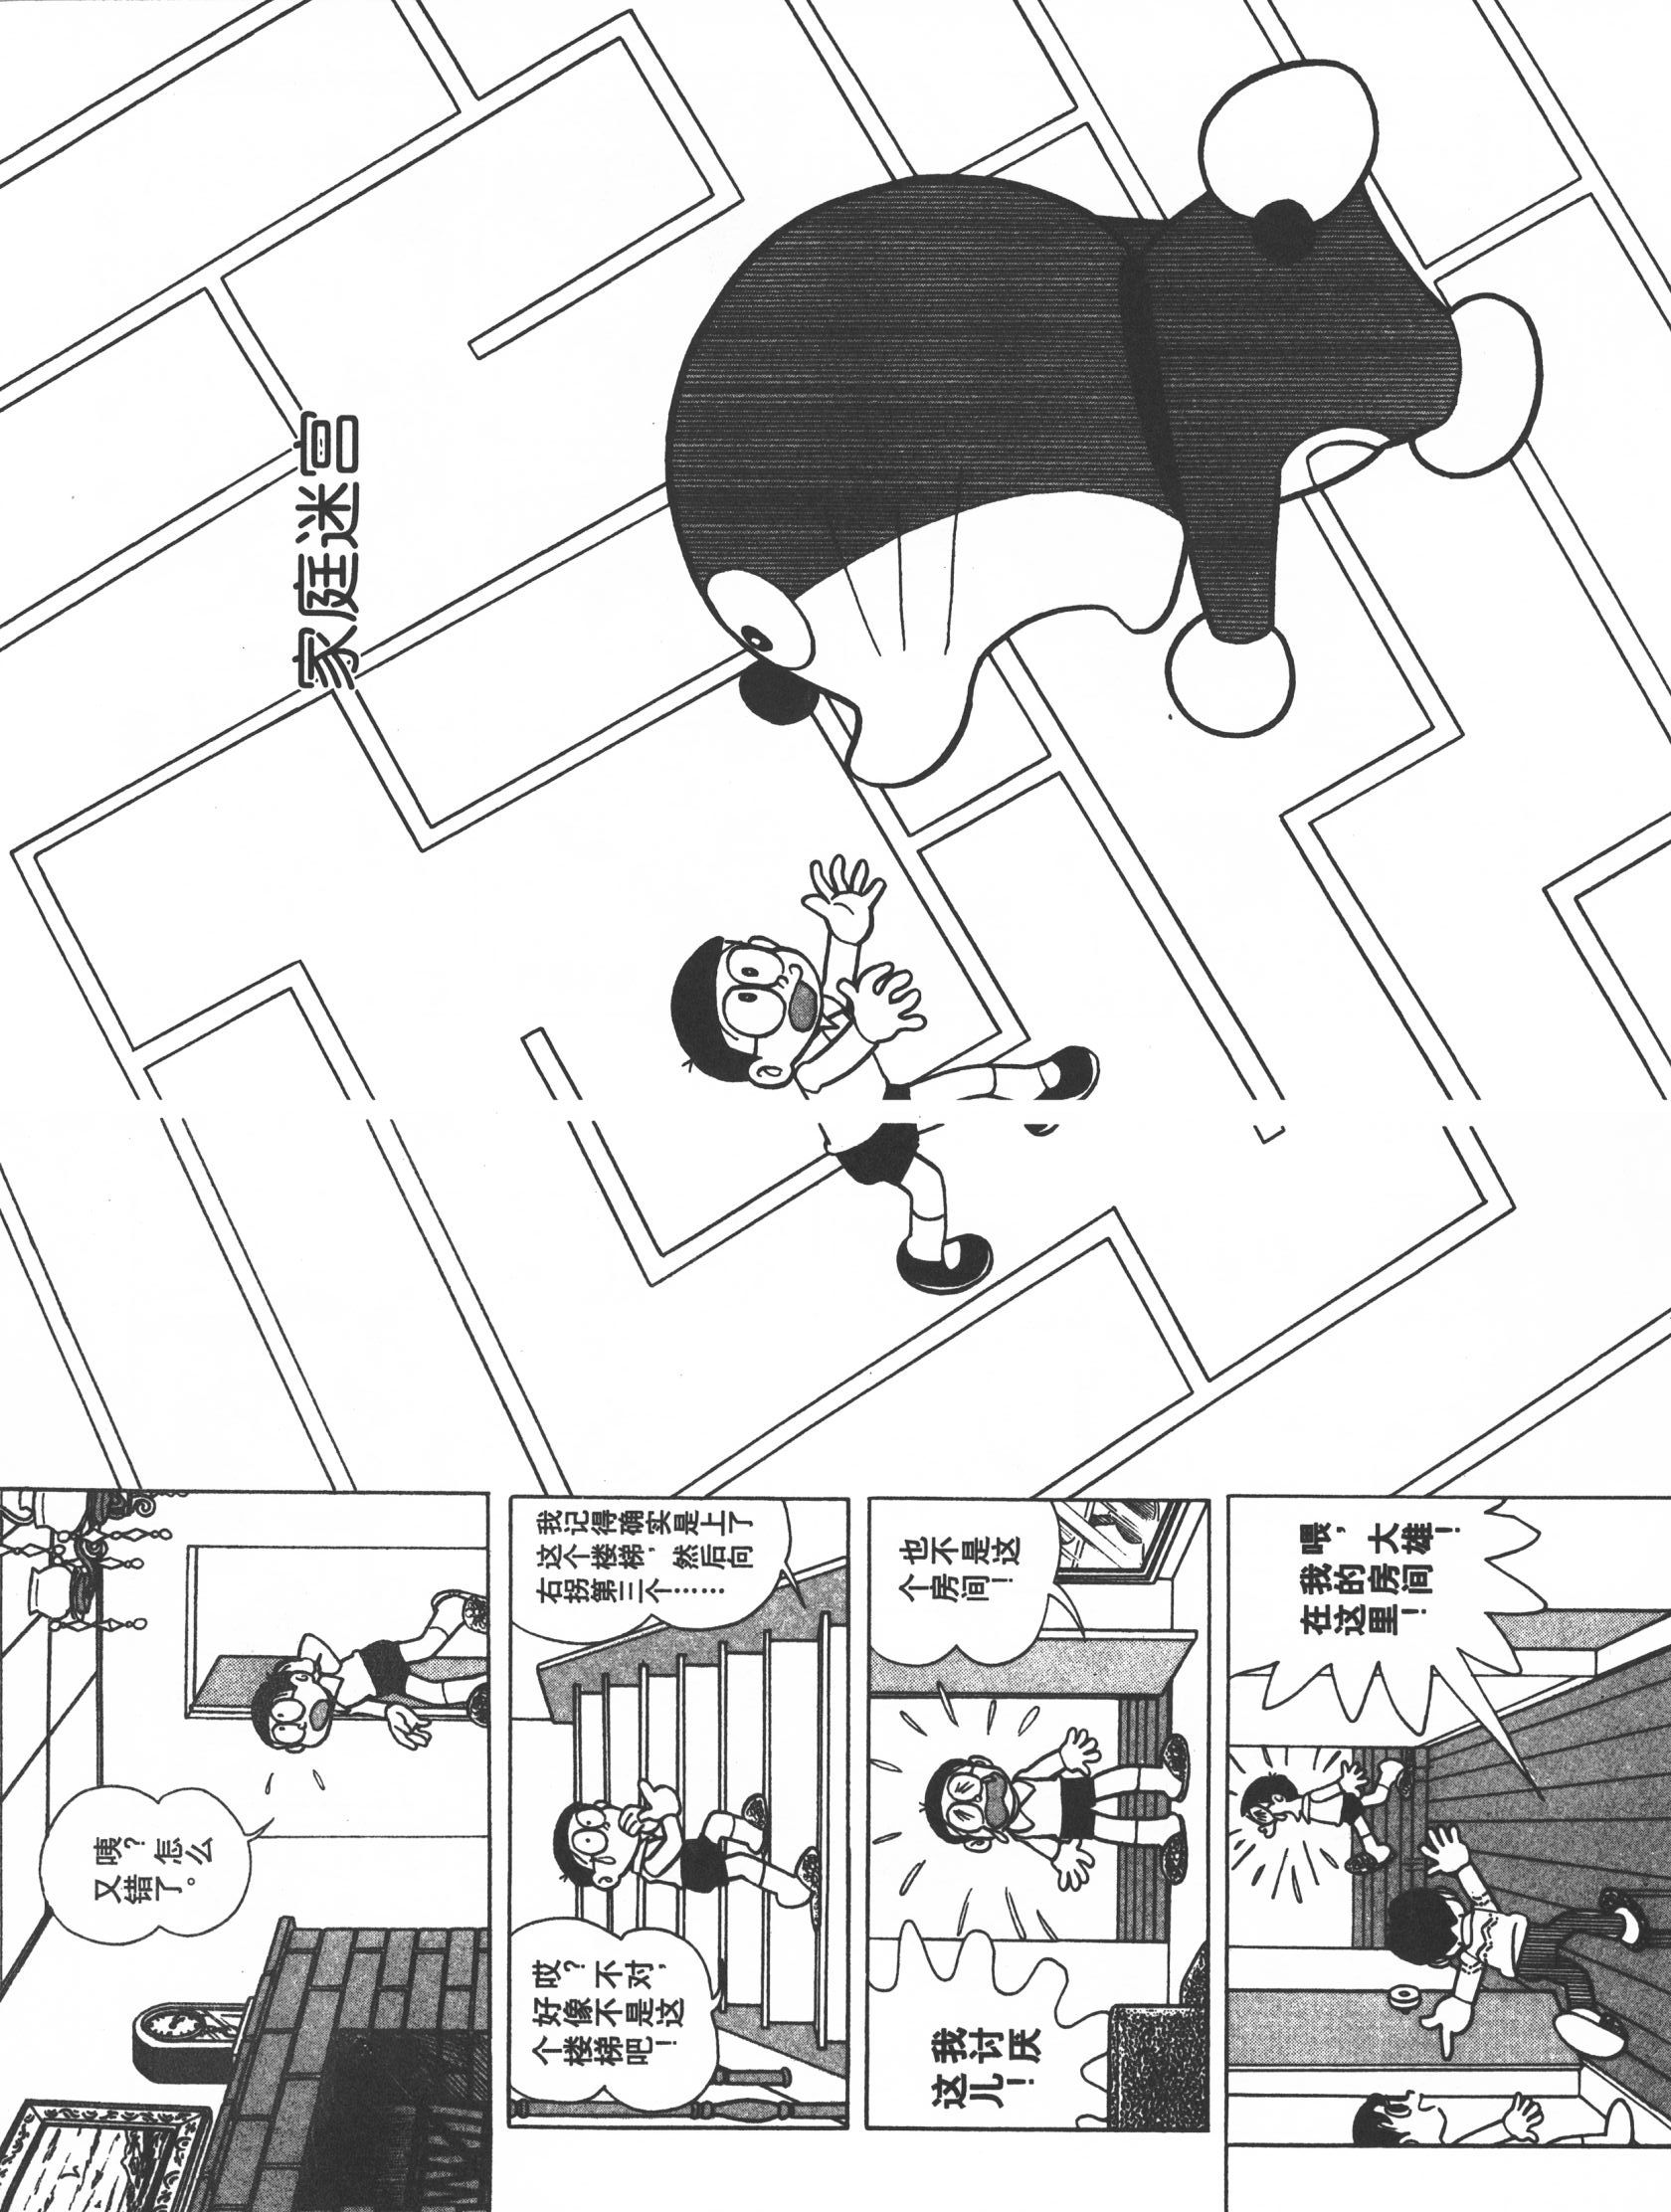 家庭迷宫
咦？怎么
又错了。
我记得确实是上了
这个楼梯，然后向
右拐第三个……
哎？不对，
好像不是这
个楼梯吧！
也不是这
个房间！
我讨厌
这儿！
喂，大雄！
我的房间
在这里！